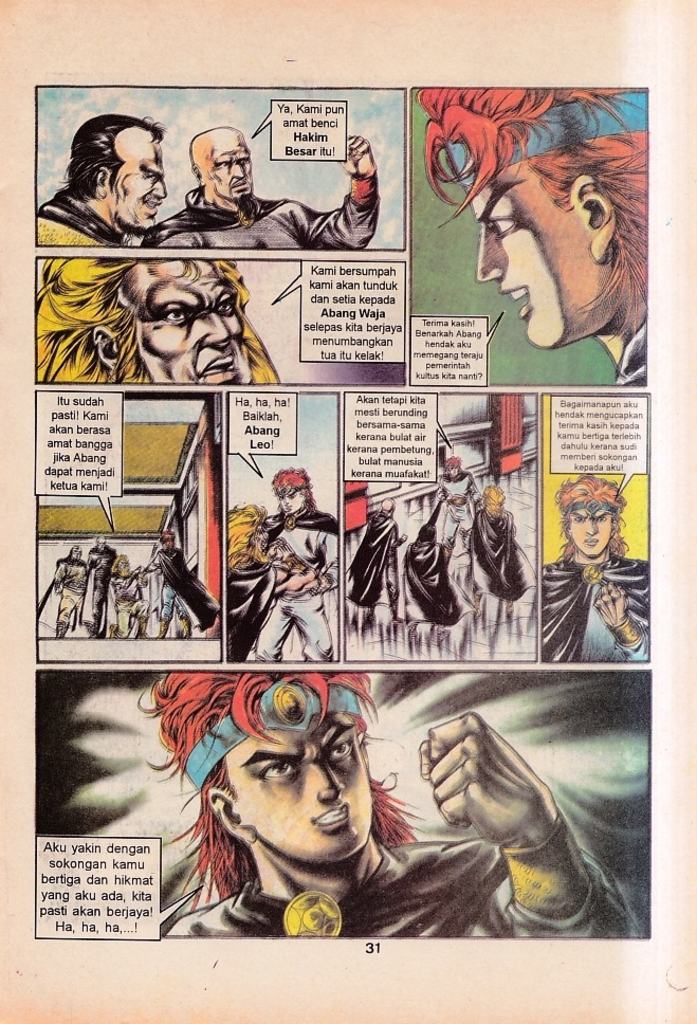 Ya, Kami pun
amat benci
Hakim
Besar itu!
Terima kasih!
Benarkah Abang
hendak aku
memegang teraju
pemerintah
kultus kita nanti?
Kami bersumpah
kami akan tunduk
dan setia kepada
Abang Waja
selepas kita berjaya
menumbangkan
tua itu kelak!
Itu sudah
pasti! Kami
akan berasa
amat bangga
jika Abang
dapat menjadi
ketua kami!
Ha, ha, ha!
Baiklah,
Abang
Leo!
Akan tetapi kita
mesti berunding
bersama-sama
kerana bulat air
kerana pembetung,
bulat manusia
kerana muafakat!
Bagaimanapun aku
hendak mengucapkan
terima kasih kepada
kamu bertiga terlebih
dahulu kerana sudi
memberi sokongan
kepada aku!
Aku yakin dengan
sokongan kamu
bertiga dan hikmat
yang aku ada, kita
pasti akan berjaya!
Ha, ha, ha,...!
31